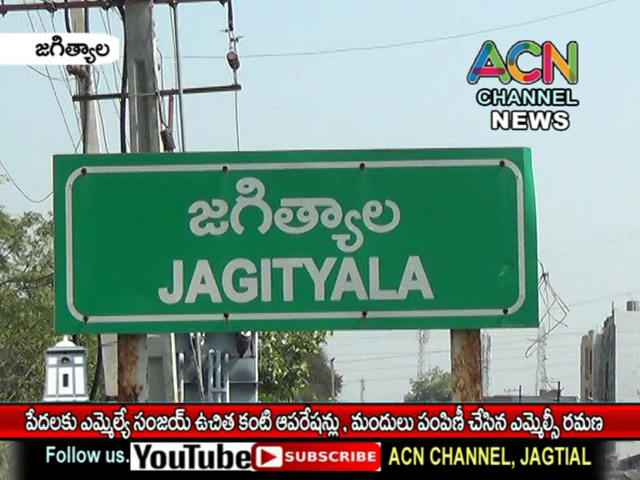 జగిత్యాల
ACN
CHANNEL
NEWS
జగిత్యాల
JAGITYALA
పేదలకు ఎమ్మెల్యే సంజయ్ ఉచిత కంటి ఆపరేషన్లు , మందులు పంపిణీ చేసిన ఎమ్మెల్సీ రమణ
Follow us. YouTube SUBSCRIBE ACN CHANNEL, JAGTIAL